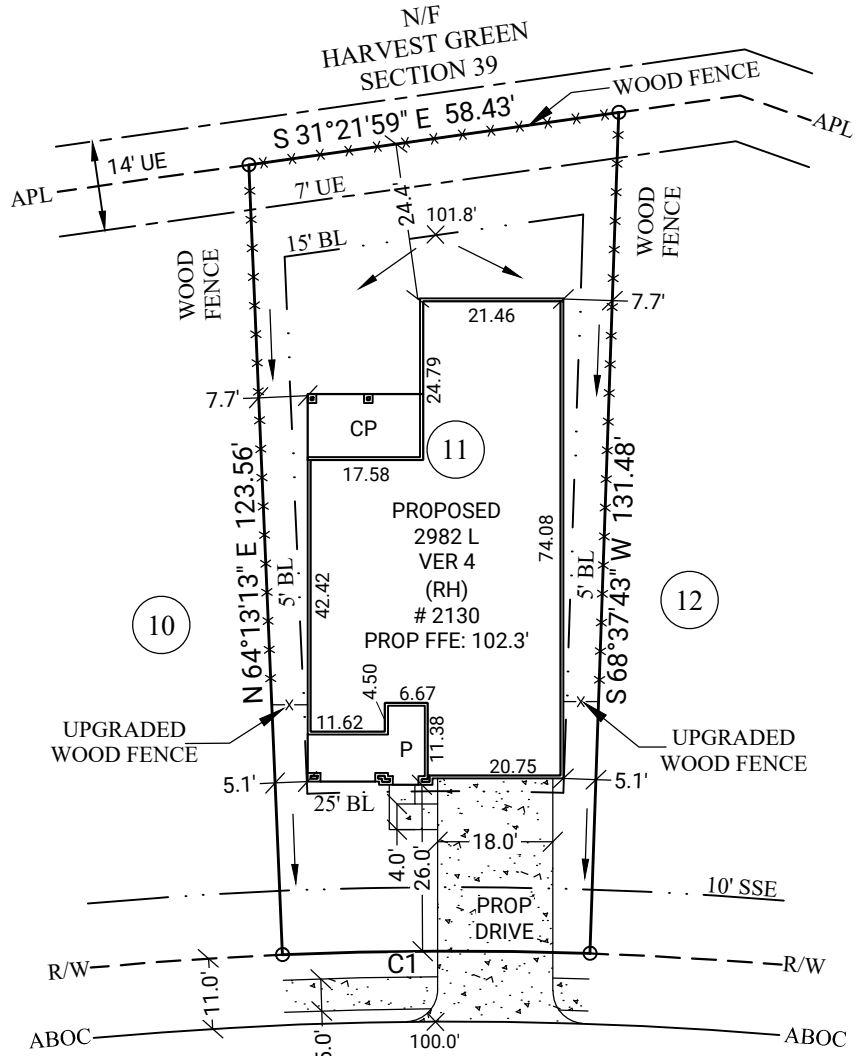 N/F
HARVEST GREEN
SECTION 39
WOOD FENCE
S 31°21'59" E 58.43'
APL
14' UE
APL
7' UE
24.4'
101.8'
15' BL
WOOD
FENCE
WOOD
FENCE
7.7'
21.46
24.79
7.7'
CP
11
17.58
N 64°13'13" E 123.56'
S 68°37'43" W 131.48'
PROPOSED
2982 L
VER 4
(RH)
# 2130
PROP FFE: 102.3'
74.08
42.42
5' BL
5' BL
10
12
4.50
6.67
11.62
11.38
P
UPGRADED
WOOD FENCE
UPGRADED
WOOD FENCE
20.75
5.1'
5.1'
25' BL
4.0'
26.0'
18.0'
10' SSE
PROP
DRIVE
R/W
C1
R/W
11.0'
ABOC
100.0'
ABOC